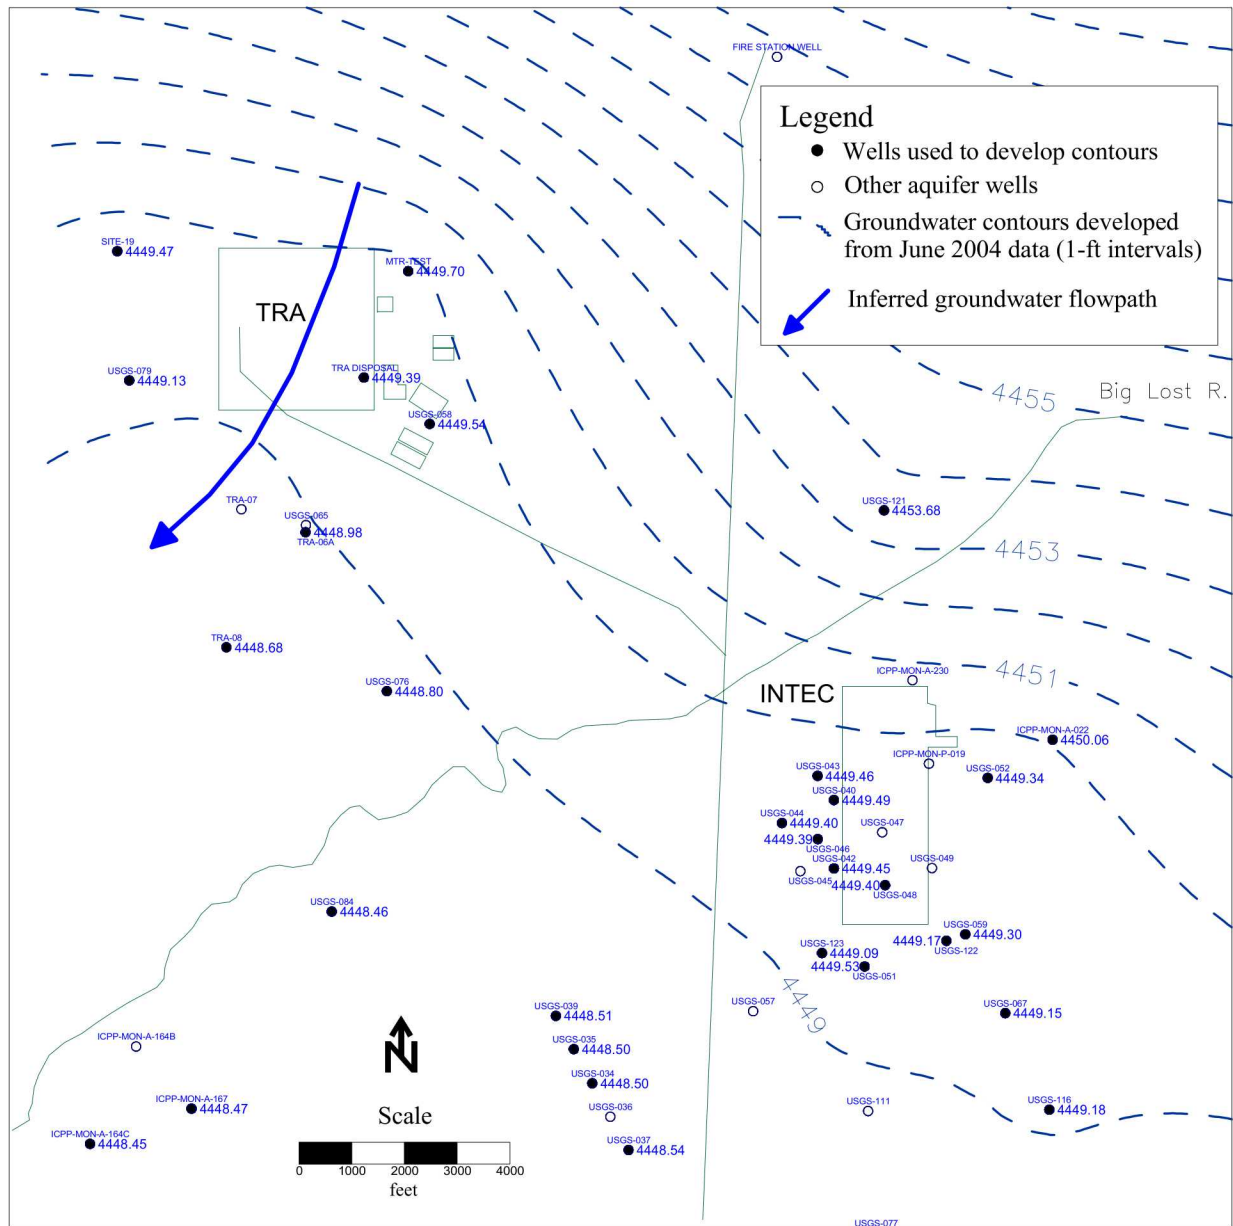 FIRE STATION WELL
Legend
Wells used to develop contours
Other aquifer wells
Groundwater contours developed
from June 2004 data (1-ft intervals)
Inferred groundwater flowpath
SITE-19
4449.47
MTR-TEST
4449.70
TRA
USGS-079
4449.13
TRA DISPOSAL
4449.39
USGS-058
4449.54
4455
Big Lost R.
TRA-07
USGS-065
4448.98
TRA-06A
USGS-121
4453.68
4453
TRA-08
4448.68
USGS-076
4448.80
ICPP-MON-A-230
4451
INTEC
ICPP-MON-A-022
4450.06
ICPP-MON-P-019
USGS-043
4449.46
USGS-052
4449.34
USGS-040
4449.49
USGS-044
4449.40
USGS-047
4449.39
USGS-046
USGS-042
4449.45
USGS-049
USGS-045
4449.40
USGS-048
USGS-084
4448.46
USGS-059
4449.30
4449.17
USGS-122
USGS-123
4449.09
4449.53
USGS-051
4449
USGS-039
4448.51
USGS-057
USGS-067
4449.15
ICPP-MON-A-164B
N
USGS-035
4448.50
USGS-034
4448.50
ICPP-MON-A-167
4448.47
Scale
USGS-036
USGS-111
USGS-116
4449.18
ICPP-MON-A-164C
4448.45
USGS-037
4448.54
0 1000 2000 3000 4000
feet
USGS-077